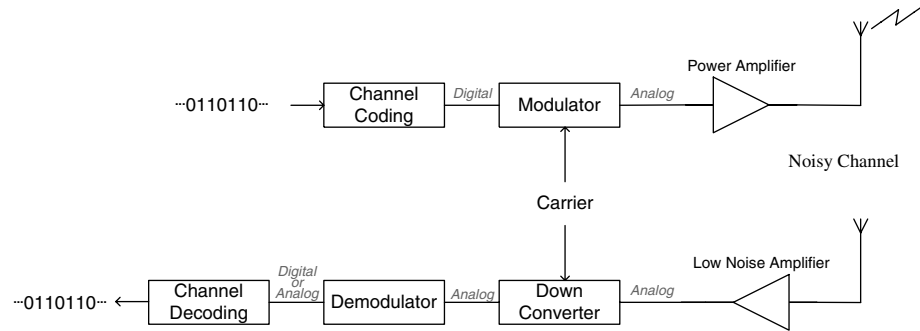 Power Amplifier
···0110110···
Channel
Coding
Digital
Modulator
Analog
Noisy Channel
Carrier
Low Noise Amplifier
···0110110···
Channel
Decoding
Digital
or
Analog
Demodulator
Analog
Down
Converter
Analog